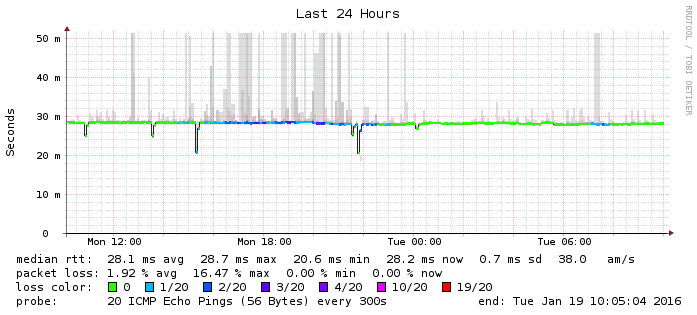 Last 24 Hours
RRDTOOL / TOBI OETIKER
Seconds
50 m
40 m
30 m
20 m
10 m
0
Mon 12:00 Mon 18:00 Tue 00:00 Tue 06:00
median rtt: 28.1 ms avg 28.7 ms max 20.6 ms min 28.2 ms now 0.7 ms sd 38.0 am/s
packet loss: 1.92 % avg 16.47 % max 0.00 % min 0.00 % now
loss color: 0 1/20 2/20 3/20 4/20 10/20 19/20
probe: 20 ICMP Echo Pings (56 Bytes) every 300s end: Tue Jan 19 10:05:04 2016